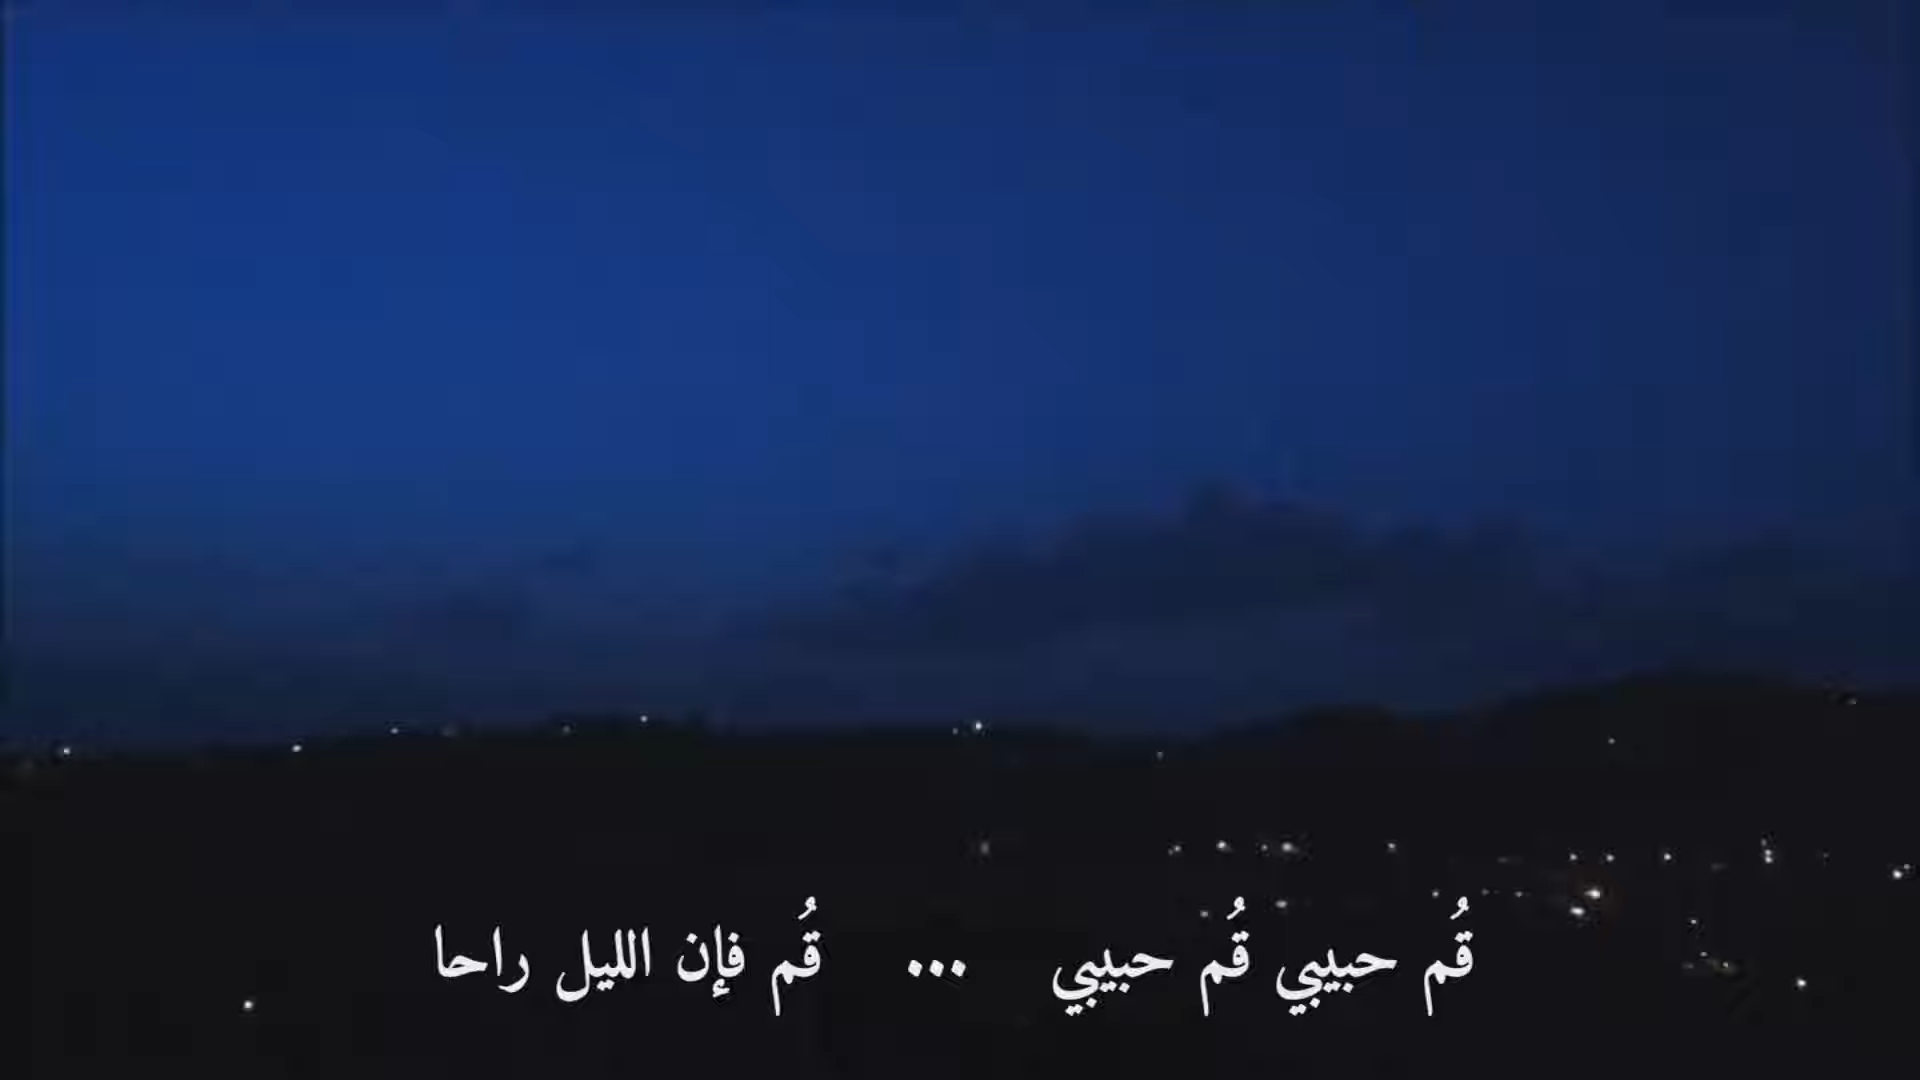 قُم حبيبي قُم حبيبي ... قُم فإن الليل راحا